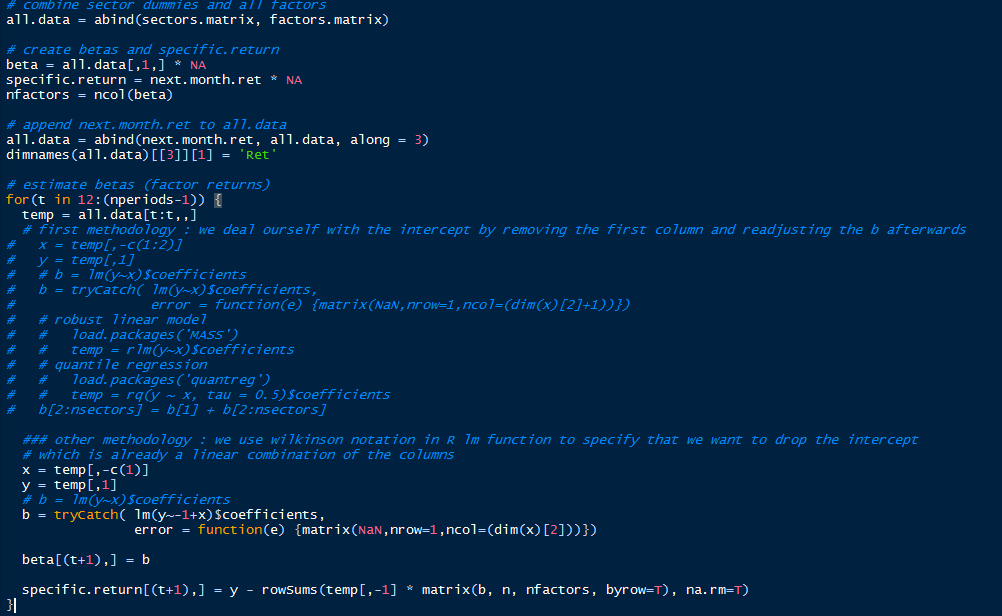 # combine sector dummies and all factors
all.data = abind(sectors.matrix, factors.matrix)
# create betas and specific.return
beta = all.data[,1,] * NA
specific.return = next.month.ret * NA
nfactors = ncol(beta)
# append next.month.ret to all.data
all.data = abind(next.month.ret, all.data, along = 3)
dimnames(all.data)[[3]][1] = 'Ret'
# estimate betas (factor returns)
for(t in 12:(nperiods-1)) {
temp = all.data[t:t,,]
# first methodology : we deal ourself with the intercept by removing the first column and readjusting the b afterwards
# x = temp[,-c(1:2)]
# y = temp[,1]
# # b = lm(y~x)$coefficients
# b = tryCatch( lm(y~x)$coefficients,
# error = function(e) {matrix(NaN,nrow=1,ncol=(dim(x)[2]+1))})
# # robust linear model
# # load.packages('MASS')
# # temp = rlm(y~x)$coefficients
# # quantile regression
# # load.packages('quantreg')
# # temp = rq(y ~ x, tau = 0.5)$coefficients
# b[2:nsectors] = b[1] + b[2:nsectors]
### other methodology : we use wilkinson notation in R lm function to specify that we want to drop the intercept
# which is already a linear combination of the columns
x = temp[,-c(1)]
y = temp[,1]
# b = lm(y~x)$coefficients
b = tryCatch( lm(y~-1+x)$coefficients,
error = function(e) {matrix(NaN,nrow=1,ncol=(dim(x)[2]))})
beta[(t+1),] = b
specific.return[(t+1),] = y - rowSums(temp[,-1] * matrix(b, n, nfactors, byrow=T), na.rm=T)
}